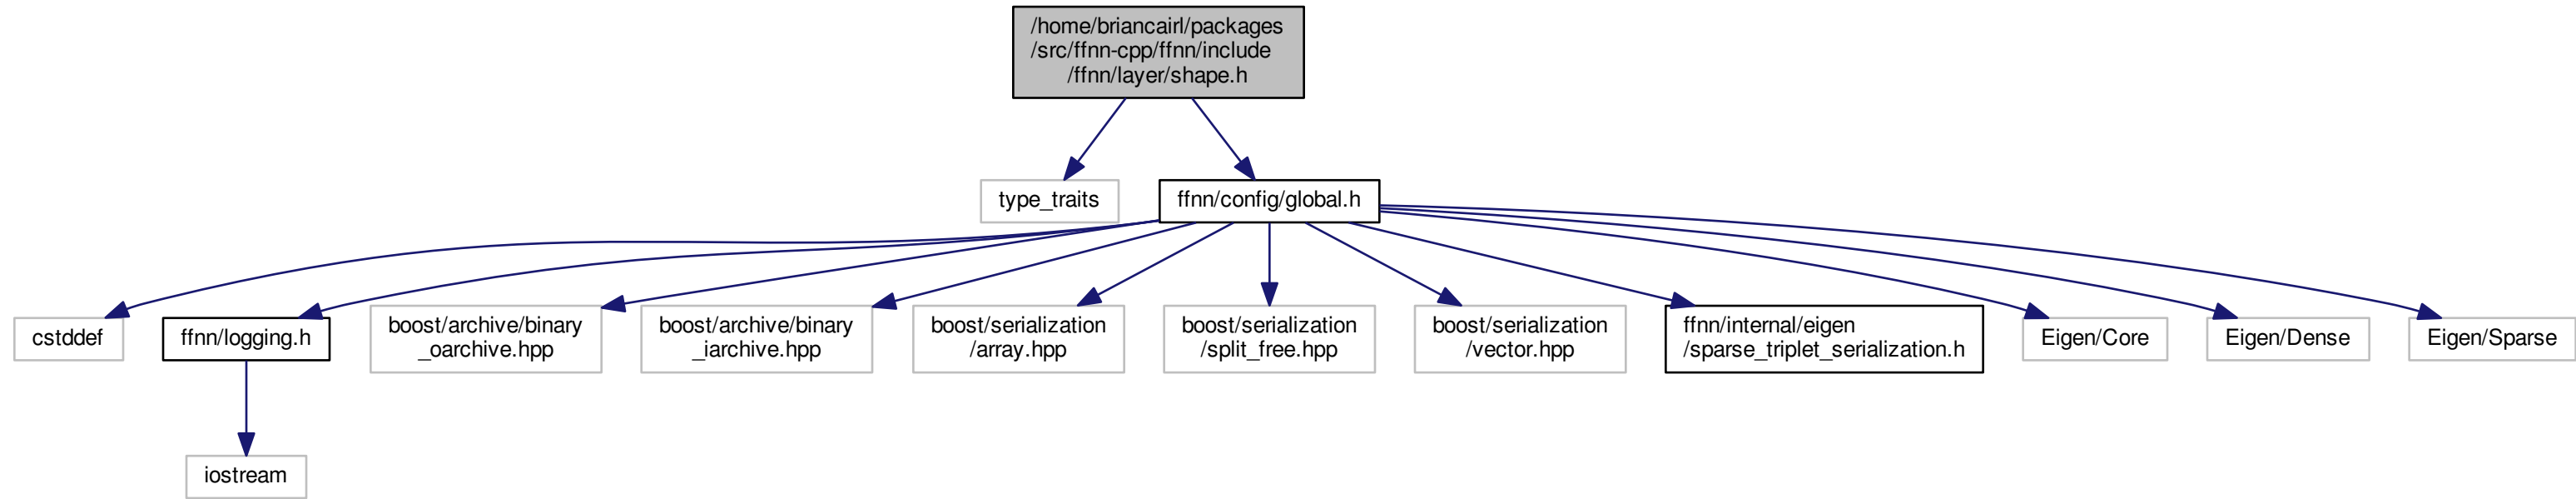 /home/briancairl/packages
/src/ffnn-cpp/ffnn/include
/ffnn/layer/shape.h
type_traits
ffnn/config/global.h
cstddef
ffnn/logging.h
boost/archive/binary
_oarchive.hpp
boost/archive/binary
_iarchive.hpp
boost/serialization
/array.hpp
boost/serialization
/split_free.hpp
boost/serialization
/vector.hpp
ffnn/internal/eigen
/sparse_triplet_serialization.h
Eigen/Core
Eigen/Dense
Eigen/Sparse
iostream